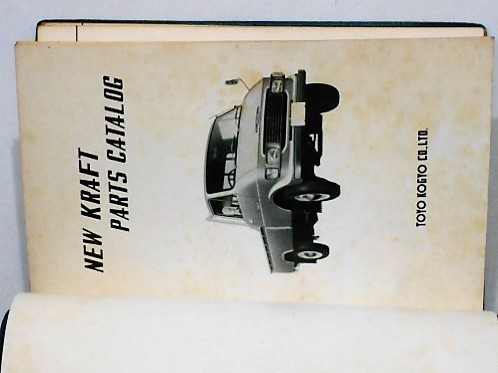 NEW KRAFT
PARTS CATALOG
TOYO KOGYO CO.,LTD.